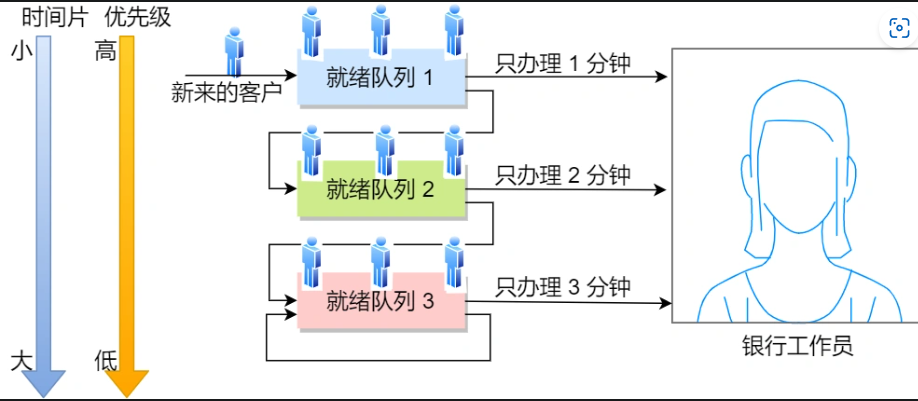 时间片 优先级
小 高
新来的客户
就绪队列 1
只办理 1 分钟
就绪队列 2
只办理 2 分钟
就绪队列 3
只办理 3 分钟
大 低
银行工作员